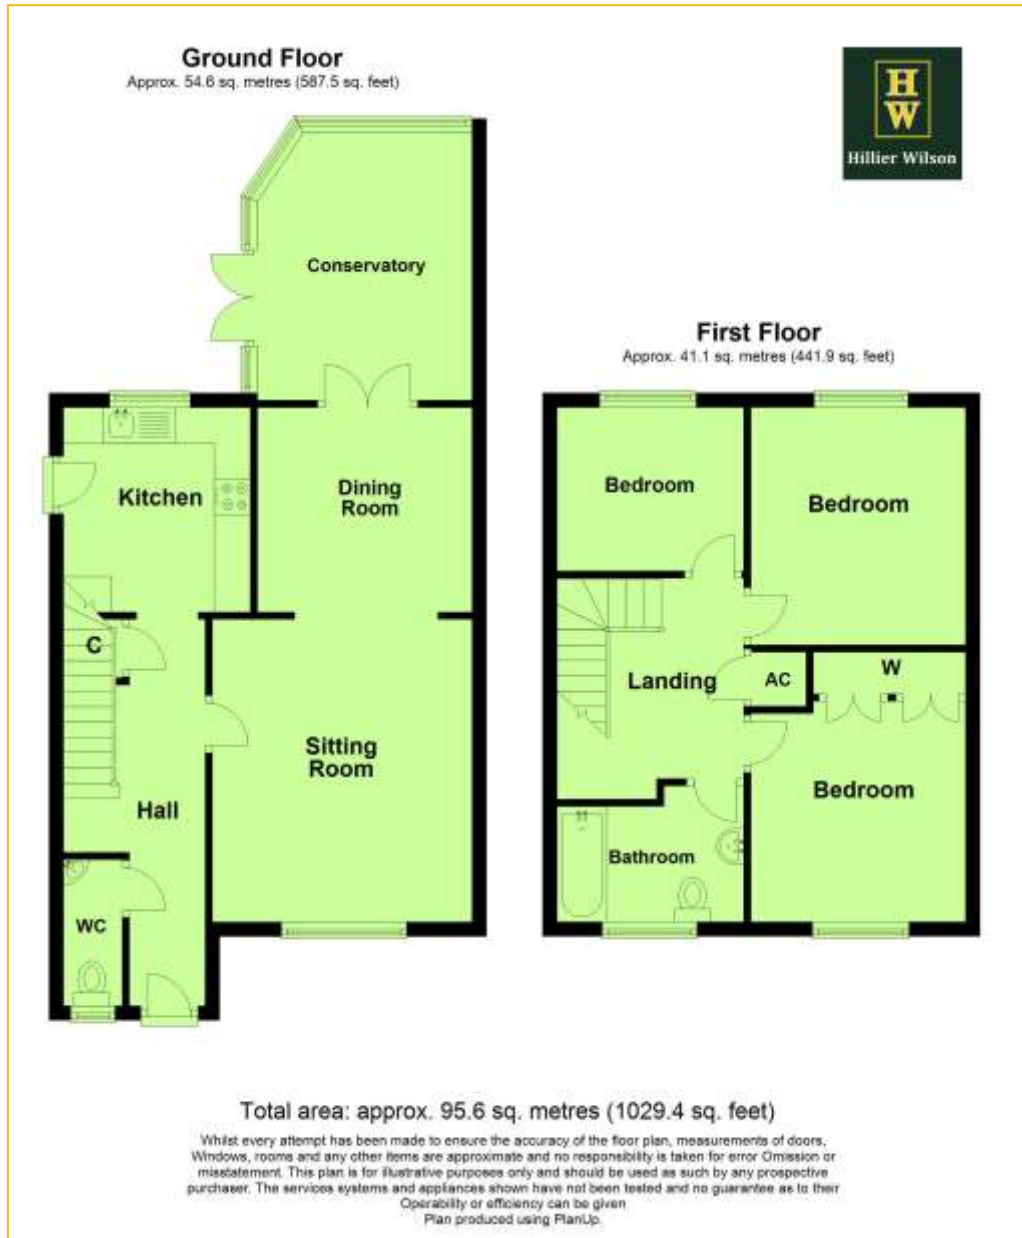 Ground Floor
Approx. 54.6 sq. metres (587.5 sq. feet)
H
W
Hillier Wilson
Conservatory
First Floor
Approx. 41.1 sq. metres (441.9 sq. feet)
Kitchen
Dining
Room
Bedroom
Bedroom
C
Landing
AC
W
Sitting
Room
Hall
Bedroom
Bathroom
WC
Total area: approx. 95.6 sq. metres (1029.4 sq. feet)
Whilst every attempt has been made to ensure the accuracy of the floor plan, measurements of doors,
Windows, rooms and any other items are approximate and no responsibility is taken for error Omission or
misstatement. This plan is for illustrative purposes only and should be used as such by any prospective
purchaser. The services systems and appliances shown have not been tested and no guarantee as to their
Operability or efficiency can be given
Plan produced using PlanUp.